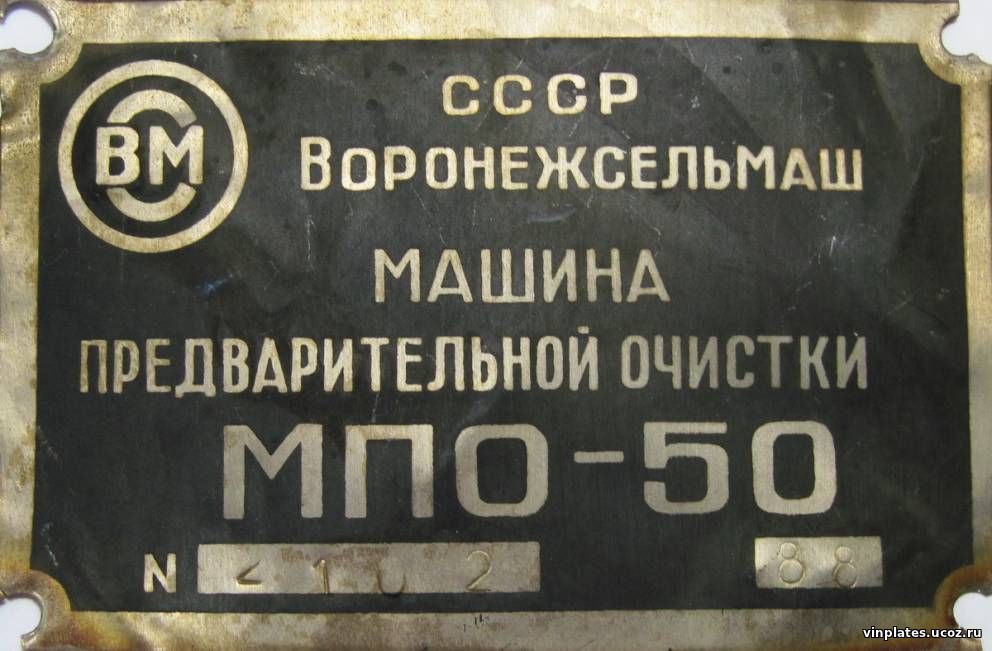 СССР
ВМ ВОРОНЕЖСЕЛЬМАШ
МАШИНА
ПРЕДВАРИТЕЛЬНОЙ ОЧИСТКИ
МПО-50
N 88
vinplates.ucoz.ru